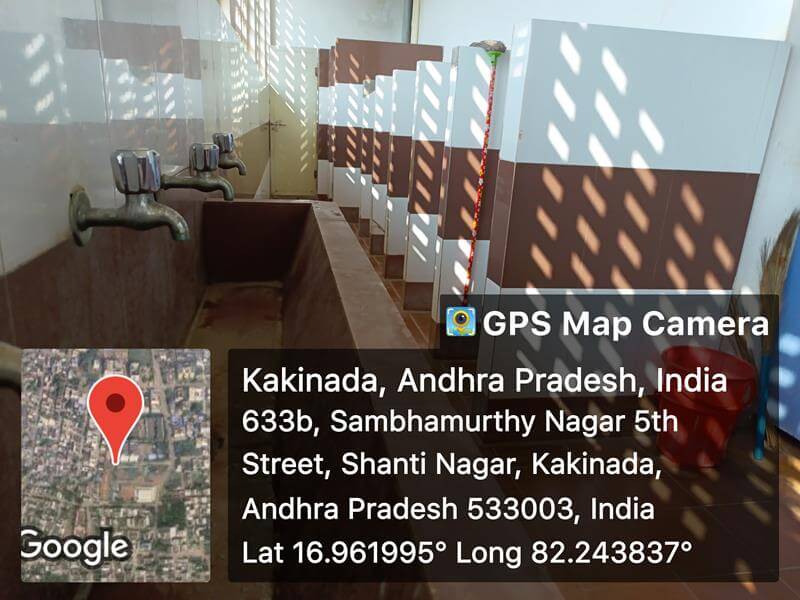 GPS Map Camera
Kakinada, Andhra Pradesh, India
633b, Sambhamurthy Nagar 5th
Street, Shanti Nagar, Kakinada,
Andhra Pradesh 533003, India
Lat 16.961995° Long 82.243837°
Google